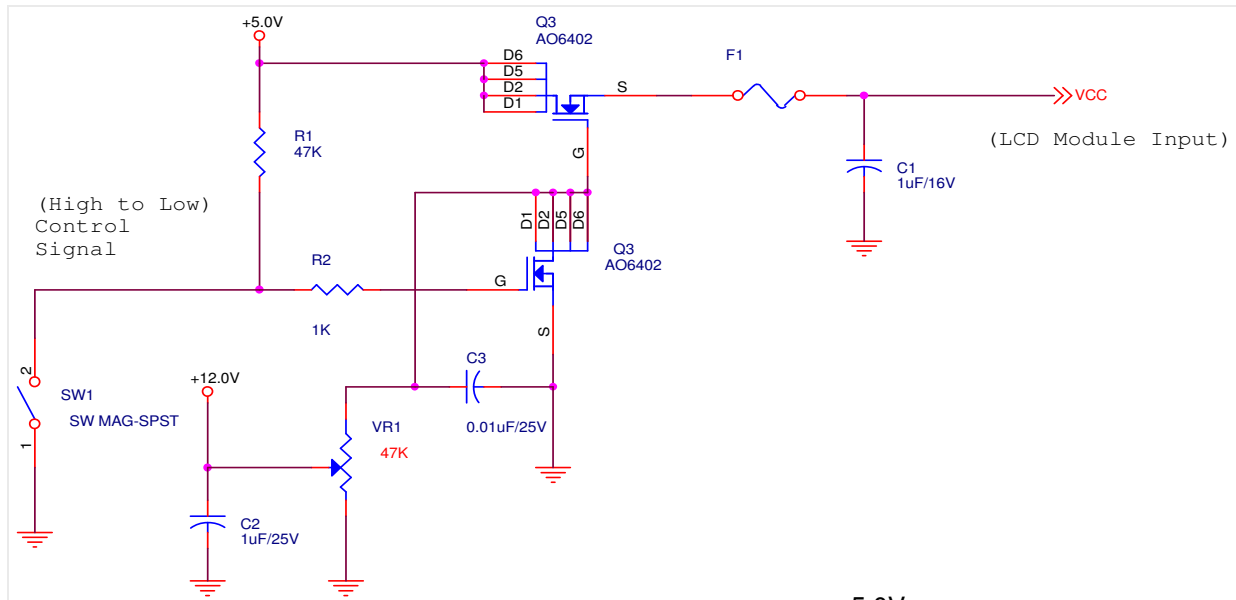 +5.0V
Q3
AO6402
D6
D5
D2
D1
S
G
F1
VCC
(LCD Module Input)
R1
47K
C1
1uF/16V
(High to Low)
Control
Signal
D1
D2
D5
D6
Q3
AO6402
G
S
R2
1K
2
SW1
SW MAG-SPST
1
+12.0V
C3
0.01uF/25V
VR1
47K
C2
1uF/25V